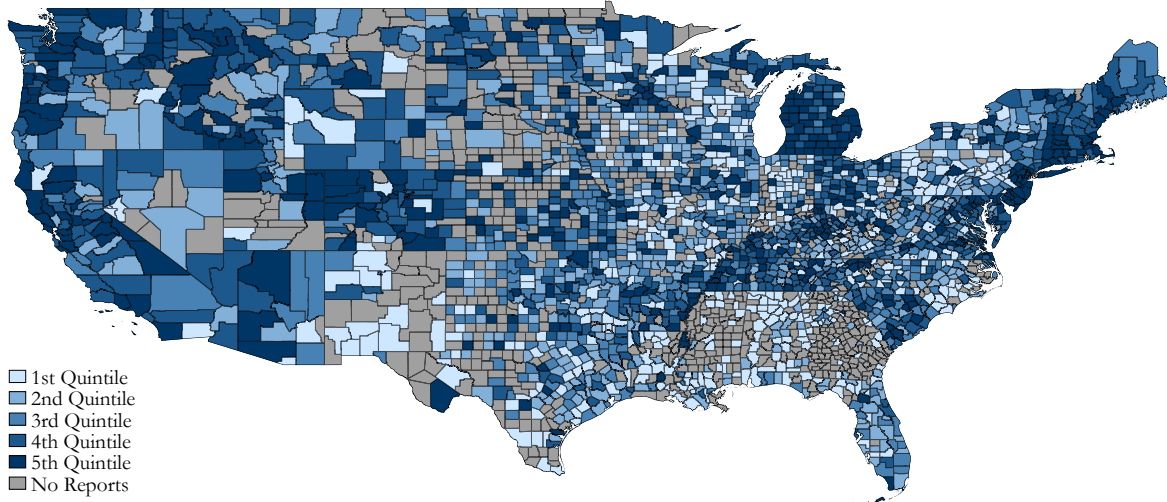 1st Quintile
2nd Quintile
3rd Quintile
4th Quintile
5th Quintile
No Reports